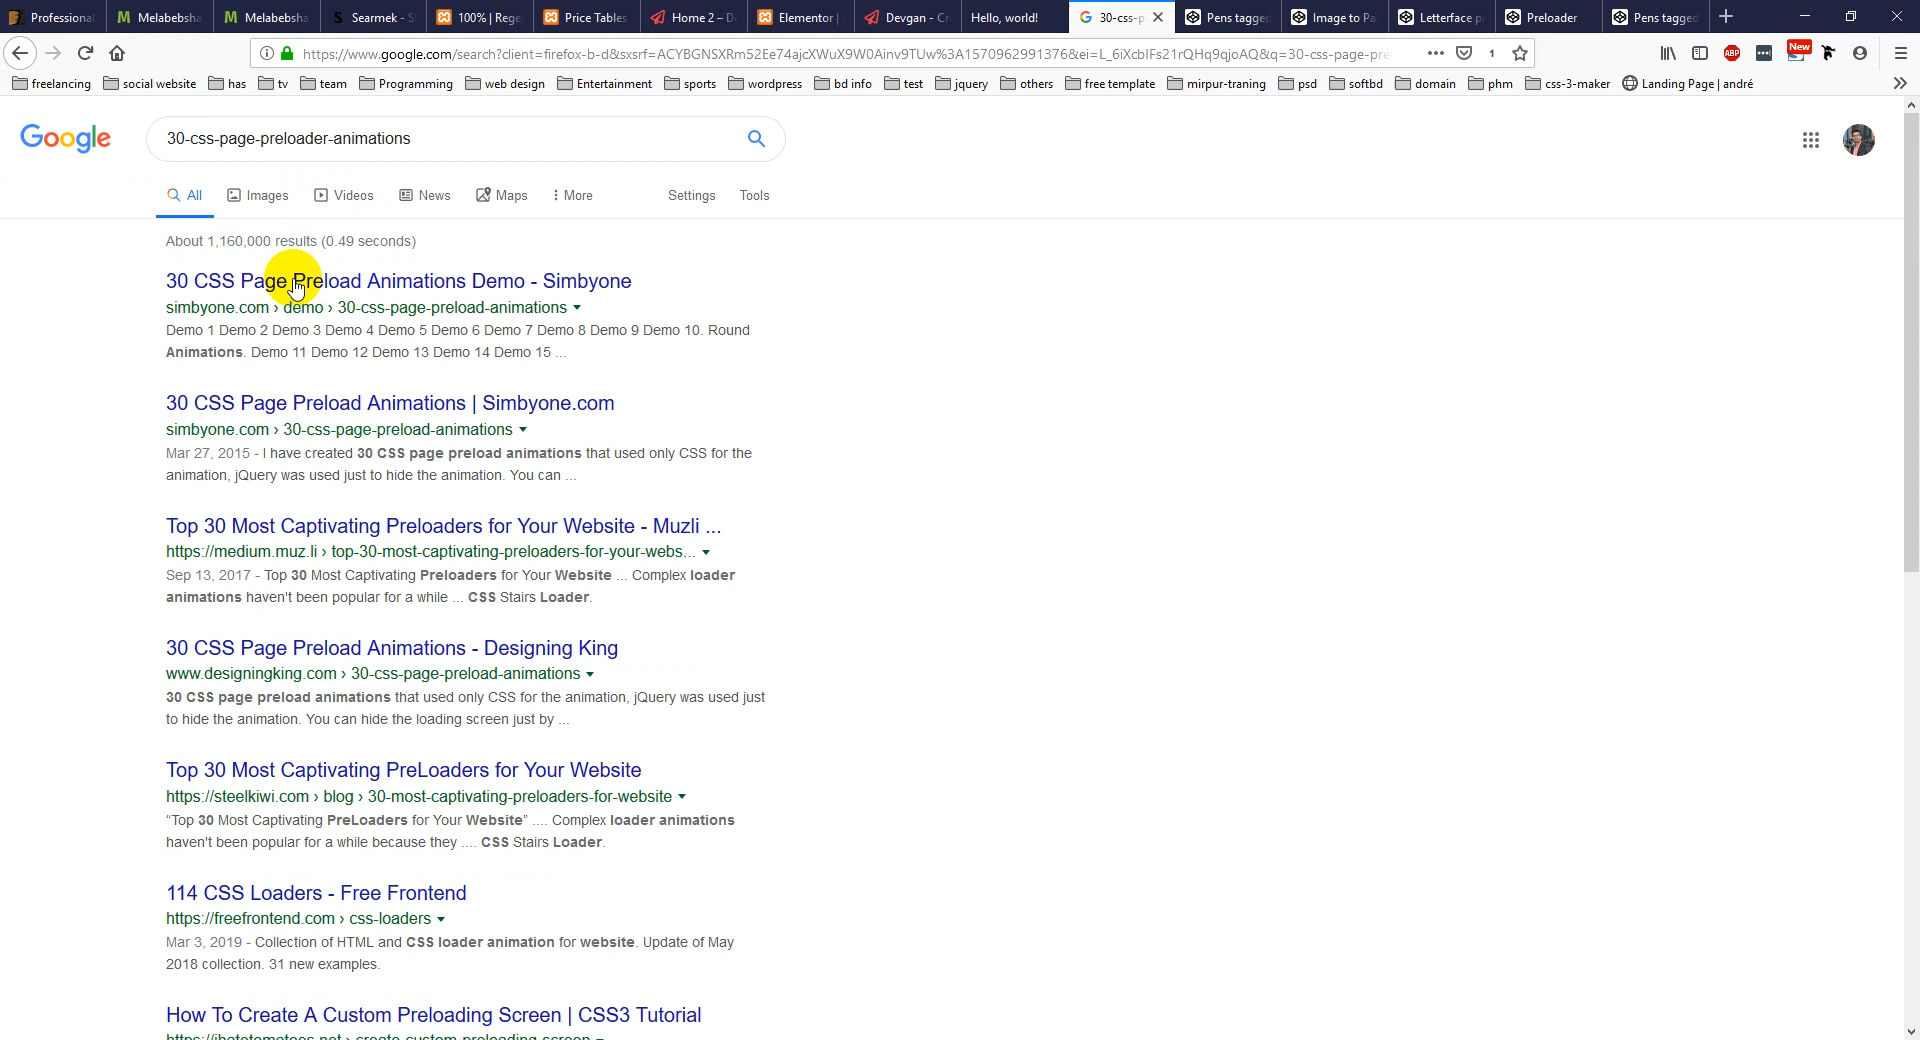 Professional
Melabebsha
Melabebsha
Searmek - S
100% | Rege
Price Tables
Home 2 – D
Elementor |
Devgan - Cr
Hello, world!
30-css-p
Pens tagged
Image to Pa
Letterface p
Preloader
Pens tagged
https://www.google.com/search?client=firefox-b-d&sxsrf=ACYBGNSXRm52Ee74ajcXWuX9W0Ainv9TUw%3A1570962991376&ei=L_6iXcbIFs21rQHq9qjoAQ&q=30-css-page-pre
1
ABP
New
freelancing
social website
has
tv
team
Programming
web design
Entertainment
sports
wordpress
bd info
test
jquery
others
free template
mirpur-traning
psd
softbd
domain
phm
css-3-maker
Landing Page | andré
Google
30-css-page-preloader-animations
All
Images
Videos
News
Maps
More
Settings
Tools
About 1,160,000 results (0.49 seconds)
30 CSS Page Preload Animations Demo - Simbyone
simbyone.com › demo › 30-css-page-preload-animations
Demo 1 Demo 2 Demo 3 Demo 4 Demo 5 Demo 6 Demo 7 Demo 8 Demo 9 Demo 10. Round
Animations. Demo 11 Demo 12 Demo 13 Demo 14 Demo 15 ...
30 CSS Page Preload Animations | Simbyone.com
simbyone.com › 30-css-page-preload-animations
Mar 27, 2015 - I have created 30 CSS page preload animations that used only CSS for the
animation, jQuery was used just to hide the animation. You can ...
Top 30 Most Captivating Preloaders for Your Website - Muzli ...
https://medium.muz.li › top-30-most-captivating-preloaders-for-your-webs...
Sep 13, 2017 - Top 30 Most Captivating Preloaders for Your Website ... Complex loader
animations haven't been popular for a while ... CSS Stairs Loader.
30 CSS Page Preload Animations - Designing King
www.designingking.com › 30-css-page-preload-animations
30 CSS page preload animations that used only CSS for the animation, jQuery was used just
to hide the animation. You can hide the loading screen just by ...
Top 30 Most Captivating PreLoaders for Your Website
https://steelkiwi.com › blog › 30-most-captivating-preloaders-for-website
“Top 30 Most Captivating PreLoaders for Your Website” .... Complex loader animations
haven't been popular for a while because they .... CSS Stairs Loader.
114 CSS Loaders - Free Frontend
https://freefrontend.com › css-loaders
Mar 3, 2019 - Collection of HTML and CSS loader animation for website. Update of May
2018 collection. 31 new examples.
How To Create A Custom Preloading Screen | CSS3 Tutorial
https://ihatetomatoes.net › create-custom-preloading-screen